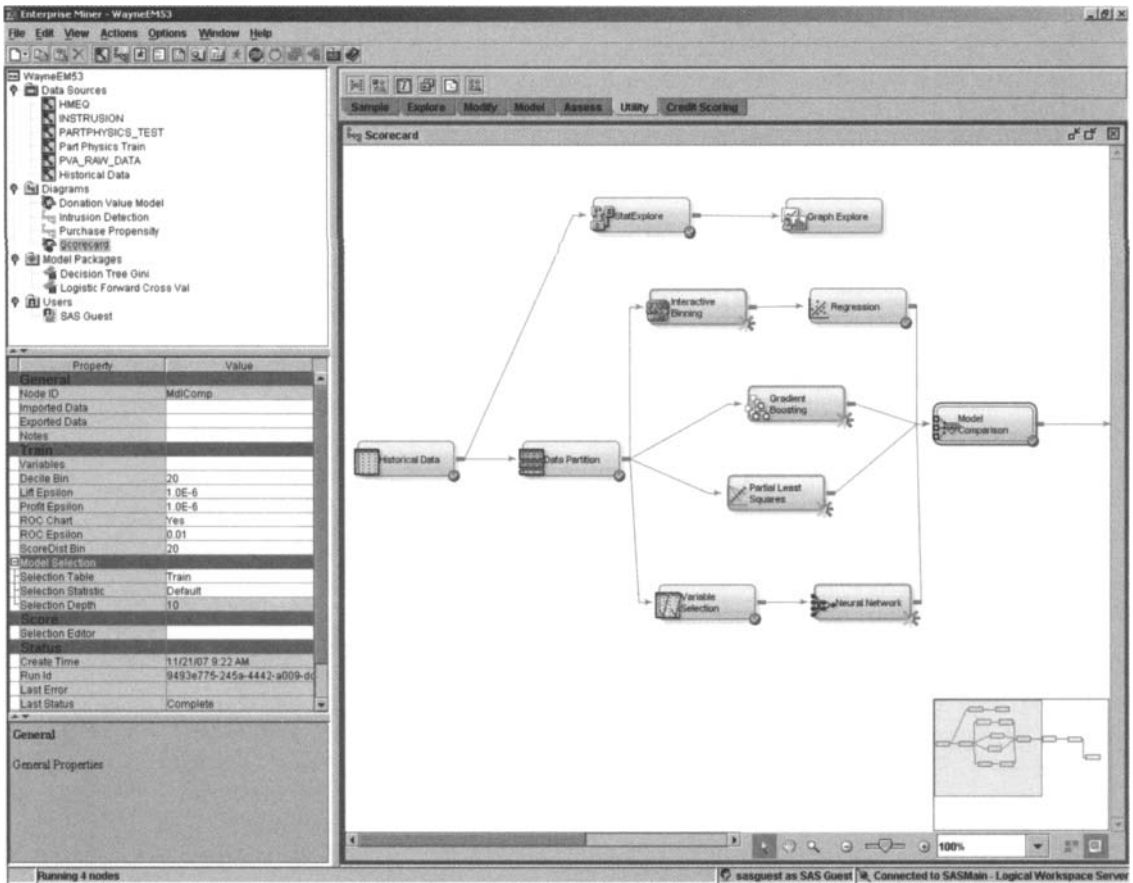 Enterprise Miner - WayneEM53
File Edit View Actions Options Window Help
WayneEM53
Data Sources
HMEQ
INSTRUSION
PARTPHYSICS_TEST
Part Physics Train
PVA_RAW_DATA
Historical Data
Diagrams
Donation Value Model
Intrusion Detection
Purchase Propensity
Scorecard
Model Packages
Decision Tree Gini
Logistic Forward Cross Val
Users
SAS Guest
Property Value
General
Node ID MdlComp
Imported Data
Exported Data
Notes
Train
Variables
Decile Bin 20
Lift Epsilon 1.0E-6
Profit Epsilon 1.0E-6
ROC Chart Yes
ROC Epsilon 0.01
ScoreDist Bin 20
Model Selection
Selection Table Train
Selection Statistic Default
Selection Depth 10
Score
Selection Editor
Status
Create Time 11/21/07 9:22 AM
Run Id 9493e775-245a-4442-a009-dc
Last Error
Last Status Complete
General
General Properties
Running 4 nodes
Sample Explore Modify Model Assess Utility Credit Scoring
Scorecard
StatExplore
Graph Explore
Interactive
Binning
Regression
Gradient
Boosting
Model
Comparison
Historical Data
Data Partition
Partial Least
Squares
Variable
Selection
Neural Network
100%
sasguest as SAS Guest
Connected to SASMain - Logical Workspace Server